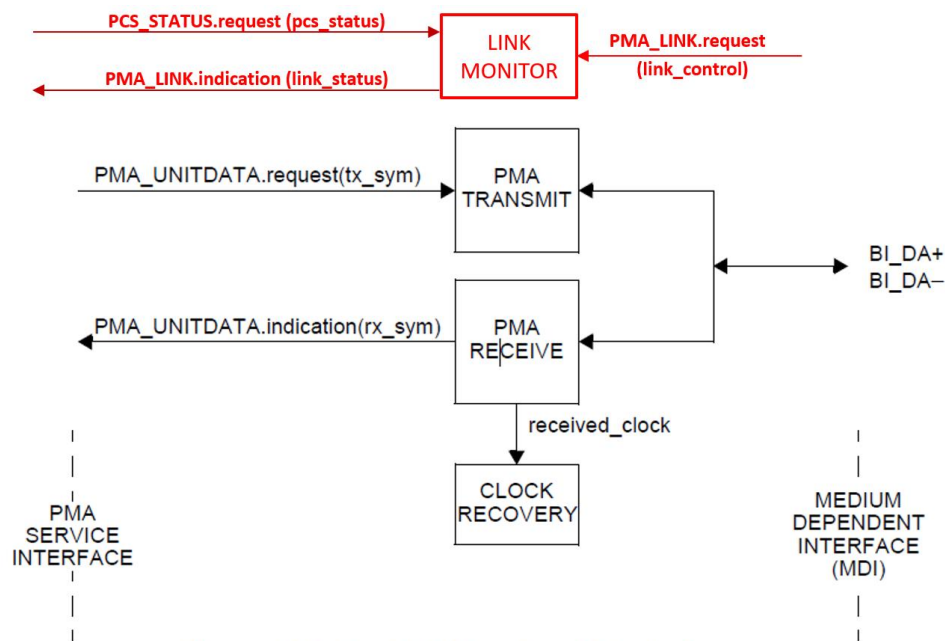 PCS_STATUS.request (pcs_status)
LINK
MONITOR
PMA_LINK.request
(link_control)
PMA_LINK.indication (link_status)
PMA_UNITDATA.request(tx_sym)
PMA
TRANSMIT
BI_DA+
BI_DA–
PMA_UNITDATA.indication(rx_sym)
PMA
RECEIVE
received_clock
CLOCK
RECOVERY
PMA
SERVICE
INTERFACE
MEDIUM
DEPENDENT
INTERFACE
(MDI)